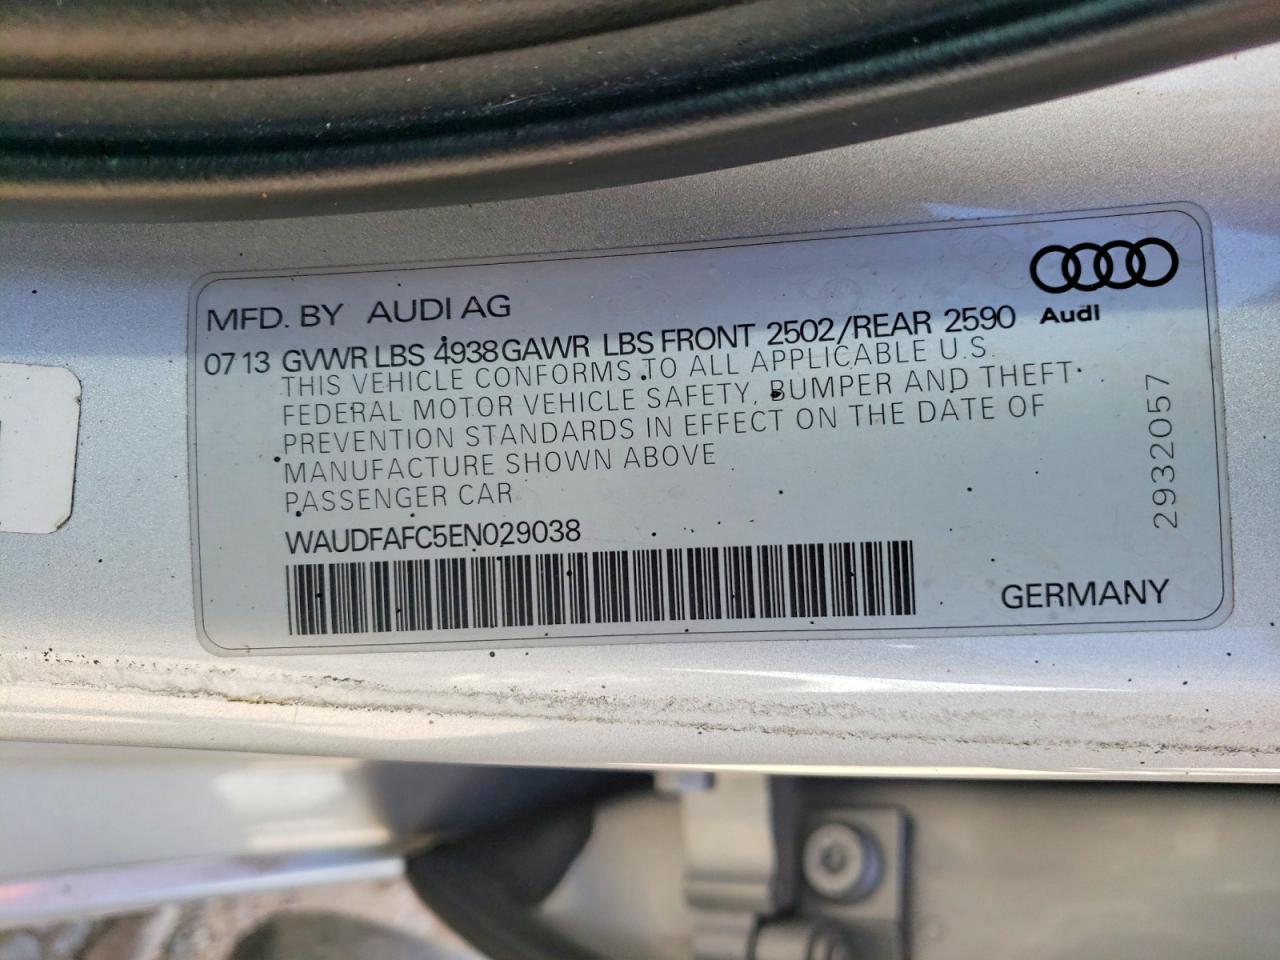 MFD. BY AUDI AG
Audi
07 13 GVWR LBS 4938 GAWR LBS FRONT 2502/REAR 2590
THIS VEHICLE CONFORMS TO ALL APPLICABLE U.S.
FEDERAL MOTOR VEHICLE SAFETY, BUMPER AND THEFT
PREVENTION STANDARDS IN EFFECT ON THE DATE OF
MANUFACTURE SHOWN ABOVE
PASSENGER CAR
WAUDFAFC5EN029038
GERMANY
2932057